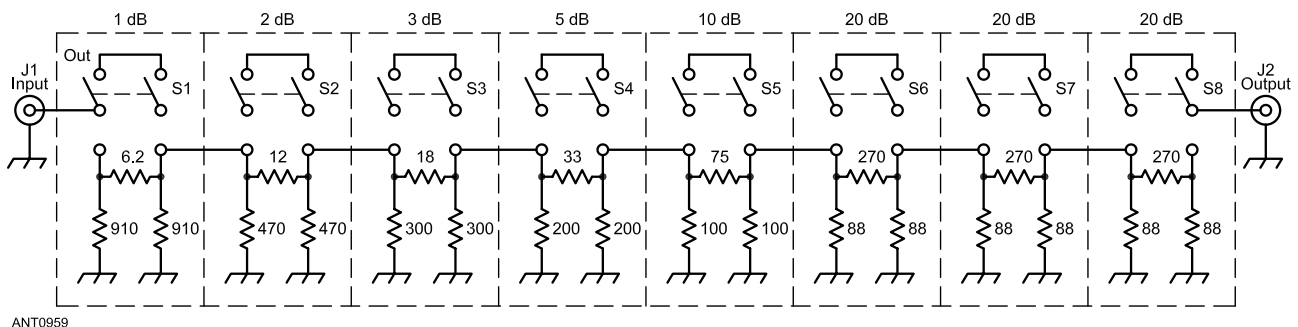 1 dB 2 dB 3 dB 5 dB 10 dB 20 dB 20 dB 20 dB
Out
J1
Input
S1 S2 S3 S4 S5 S6 S7 S8
J2
Output
6.2 12 18 33 75 270 270 270
910 910 470 470 300 300 200 200 100 100 88 88 88 88 88 88
ANT0959